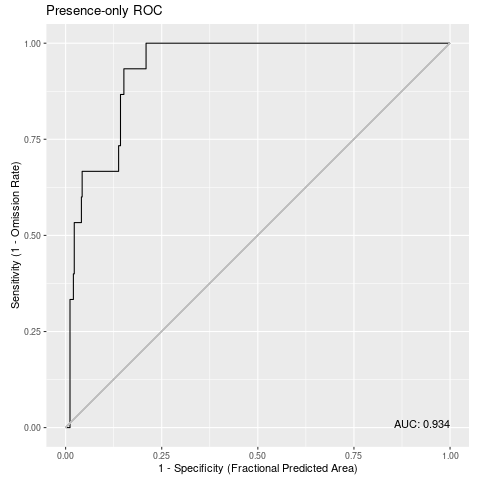 Presence-only ROC
Sensitivity (1 - Omission Rate)
1.00
0.75
0.50
0.25
0.00
AUC: 0.934
0.00 0.25 0.50 0.75 1.00
1 - Specificity (Fractional Predicted Area)